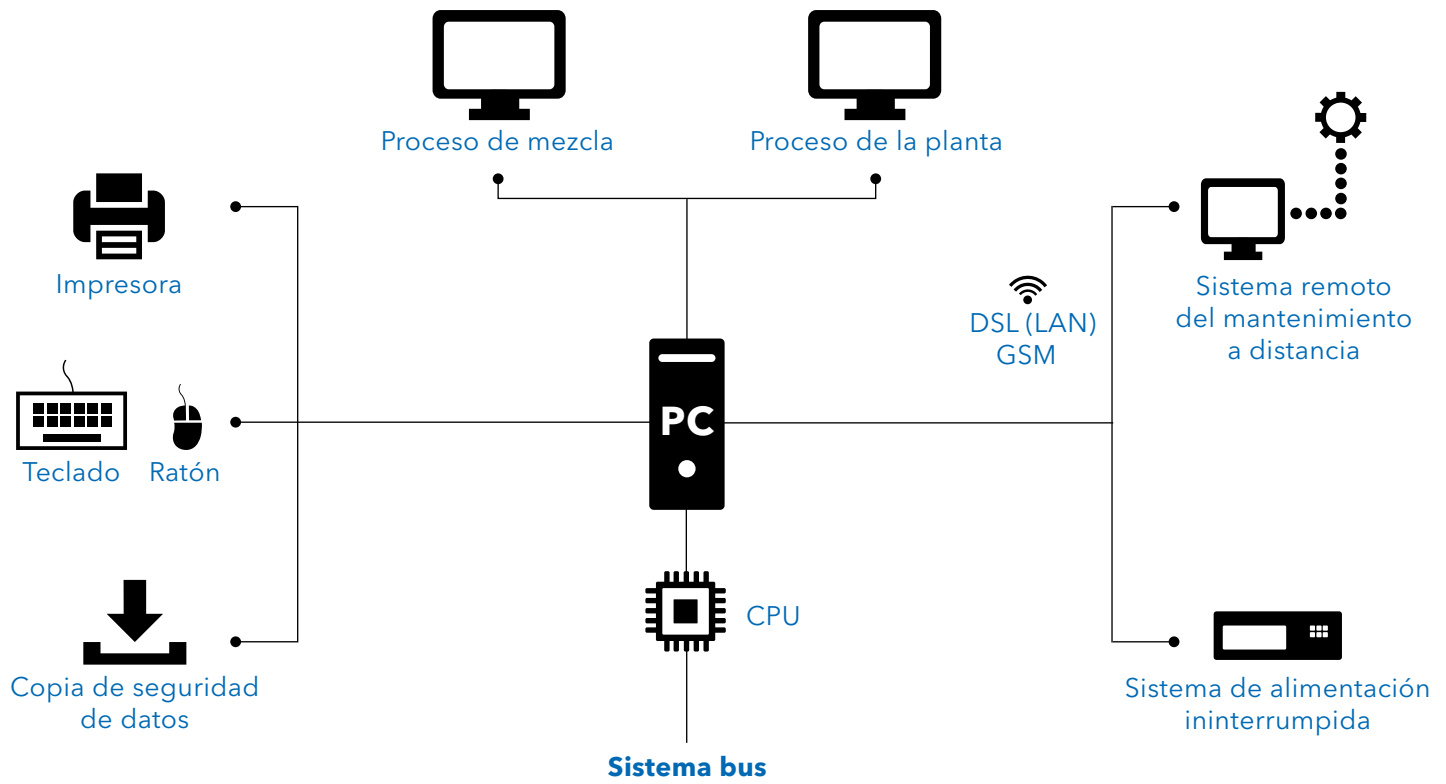 Proceso de mezcla
Proceso de la planta
Impresora
DSL (LAN)
GSM
Sistema remoto
del mantenimiento
a distancia
PC
Teclado
Ratón
CPU
Copia de seguridad
de datos
Sistema de alimentación
ininterrumpida
Sistema bus